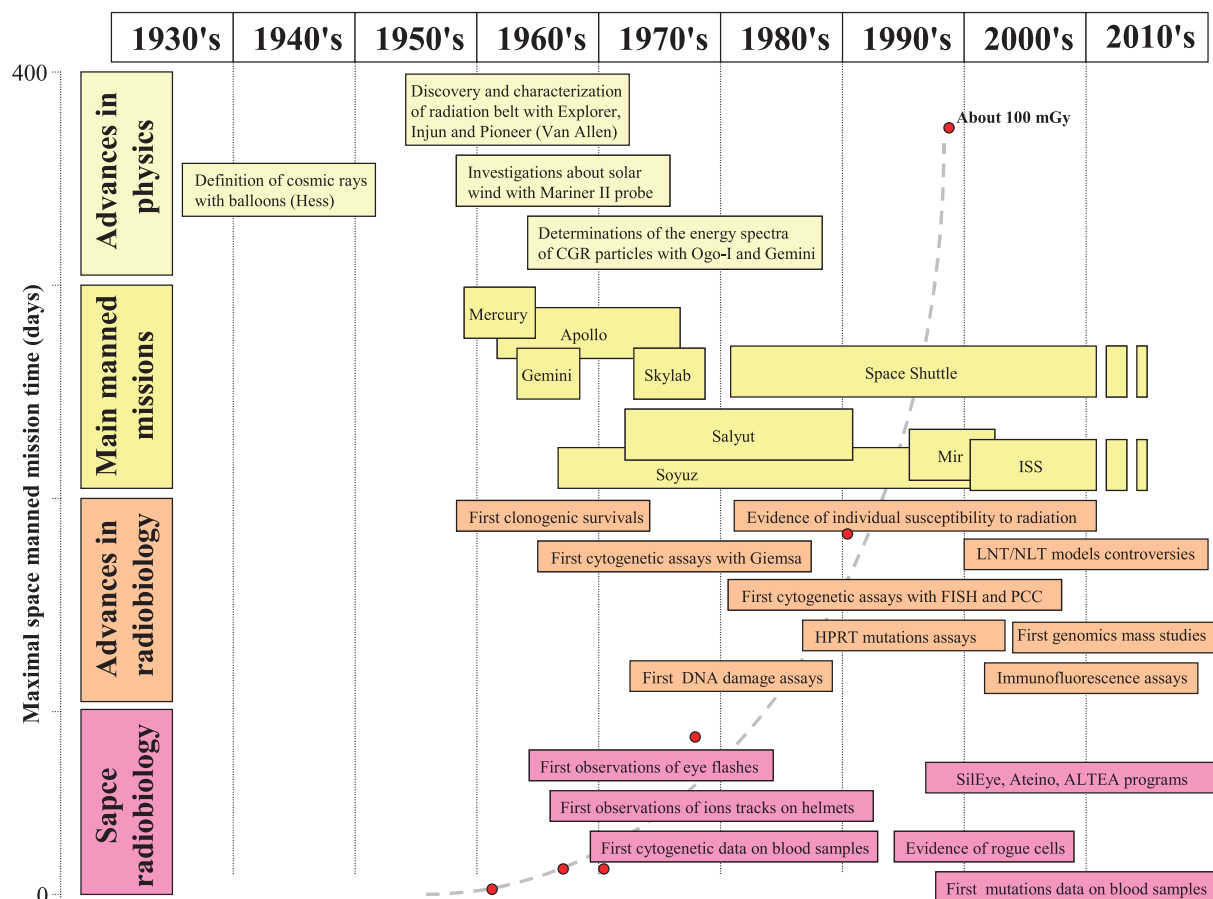 1930's 1940's 1950's 1960's 1970's 1980's 1990's 2000's 2010's
400
Maximal space manned mission time (days)
0
Advances in
physics
Discovery and characterization
of radiation belt with Explorer,
Injun and Pioneer (Van Allen)
About 100 mGy
Definition of cosmic rays
with balloons (Hess)
Investigations about solar
wind with Mariner II probe
Determinations of the energy spectra
of CGR particles with Ogo-I and Gemini
Main manned
missions
Mercury
Apollo
Gemini
Skylab
Space Shuttle
Salyut
Soyuz
Mir
ISS
Advances in
radiobiology
First clonogenic survivals
Evidence of individual susceptibility to radiation
First cytogenetic assays with Giemsa
LNT/NLT models controversies
First cytogenetic assays with FISH and PCC
HPRT mutations assays
First genomics mass studies
First DNA damage assays
Immunofluorescence assays
Sapce
radiobiology
First observations of eye flashes
SilEye, Ateino, ALTEA programs
First observations of ions tracks on helmets
First cytogenetic data on blood samples
Evidence of rogue cells
First mutations data on blood samples